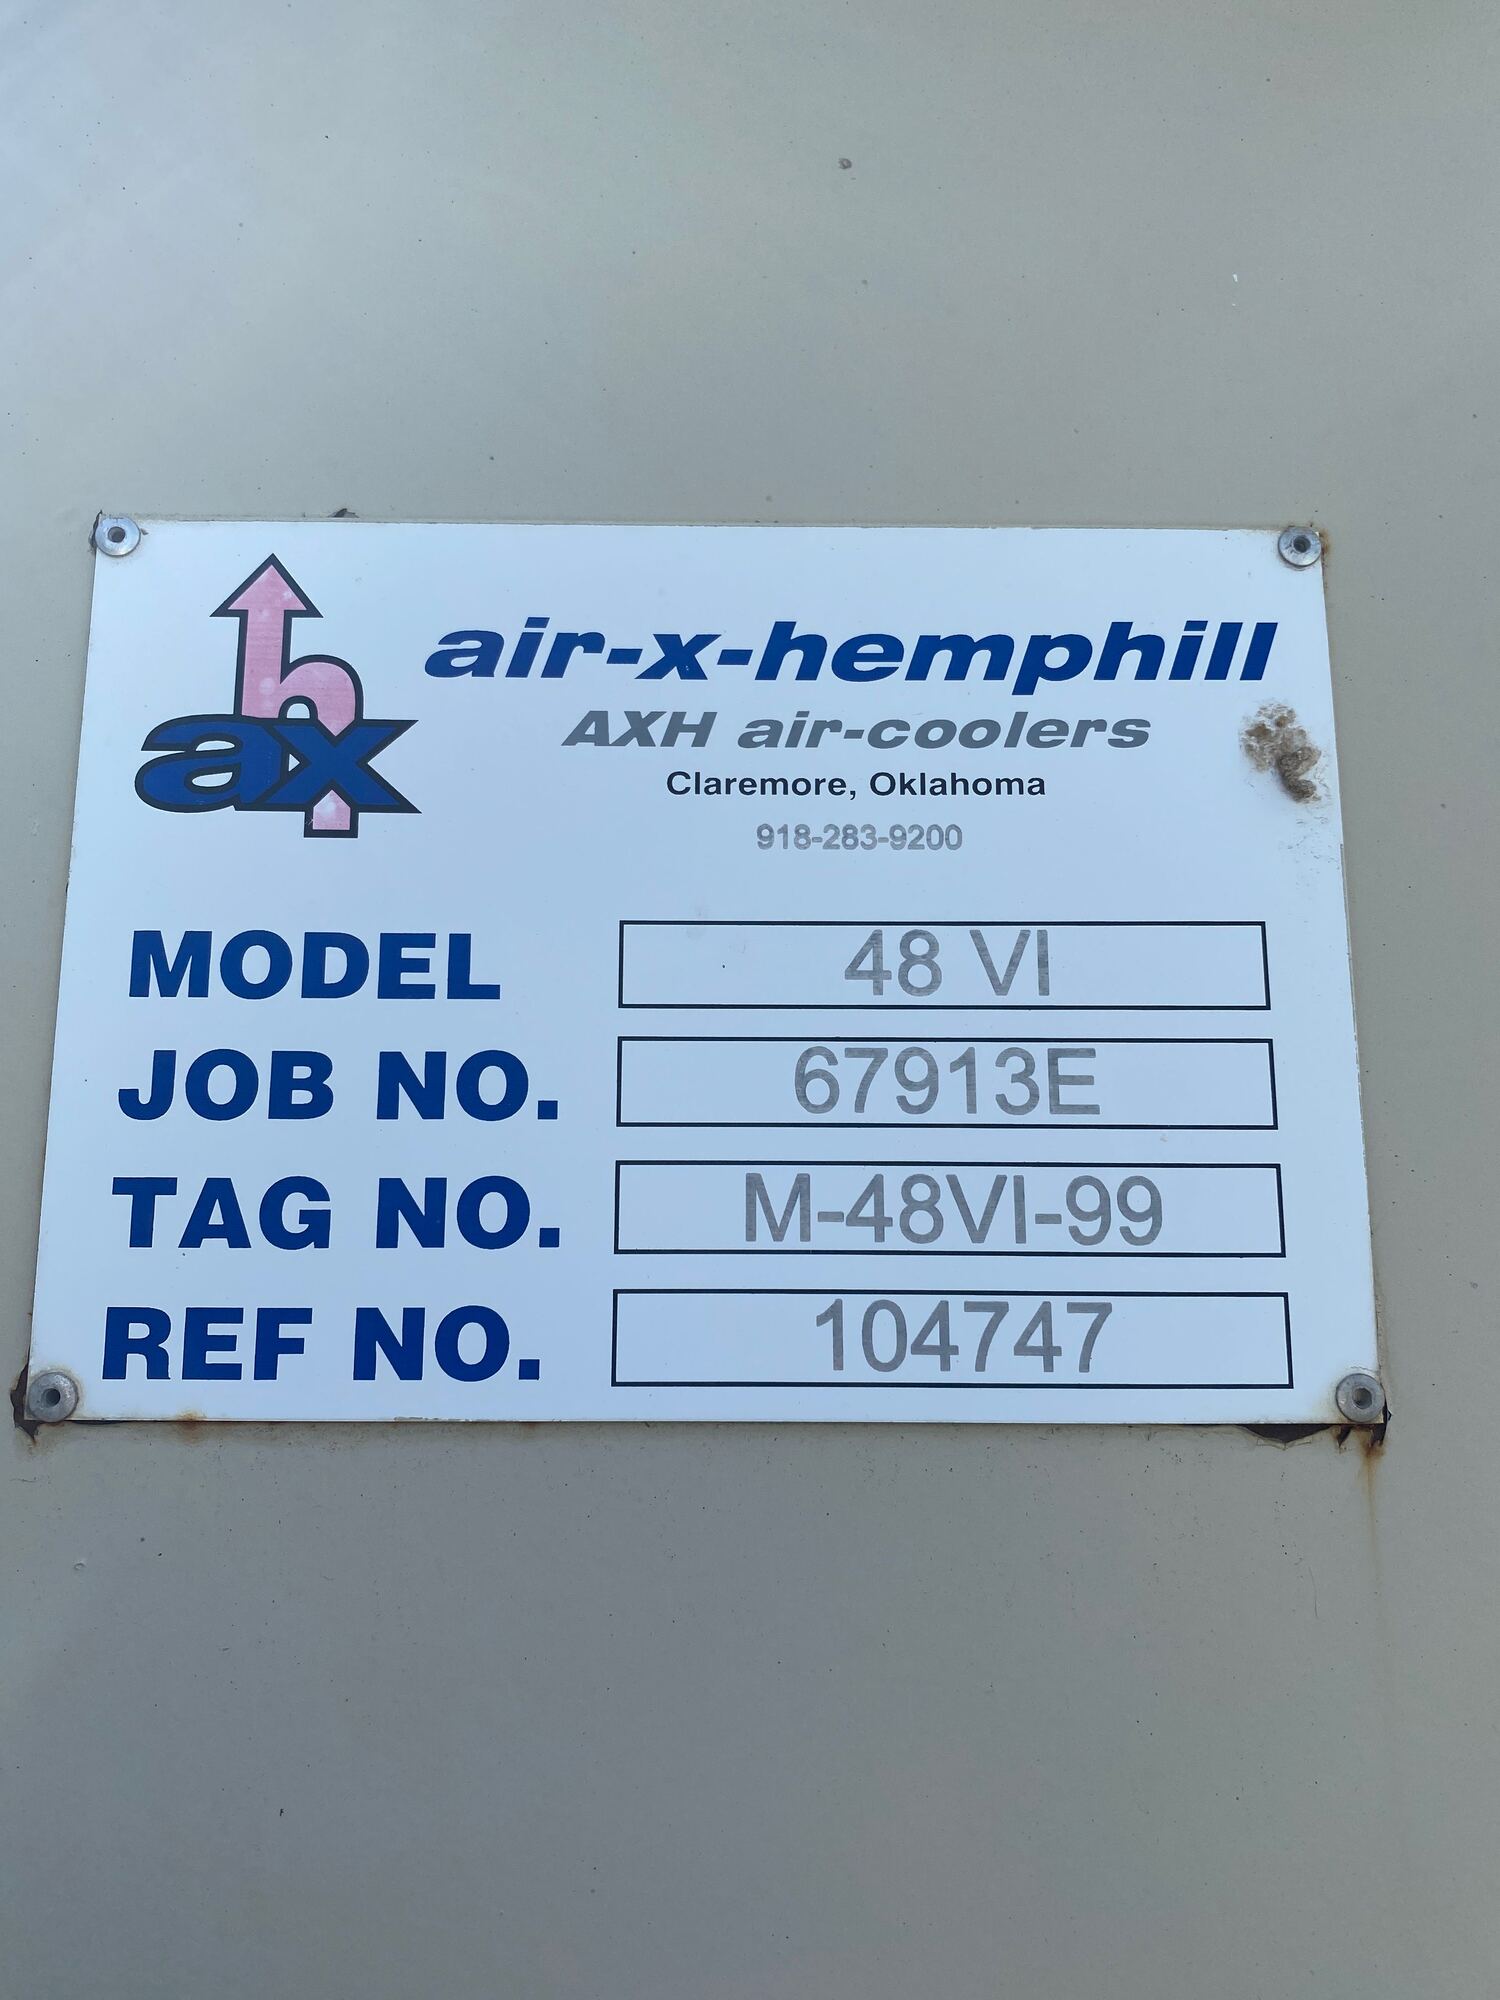 h
ax
air-x-hemphill
AXH air-coolers
Claremore, Oklahoma
918-283-9200
MODEL 48 VI
JOB NO. 67913E
TAG NO. M-48VI-99
REF NO. 104747